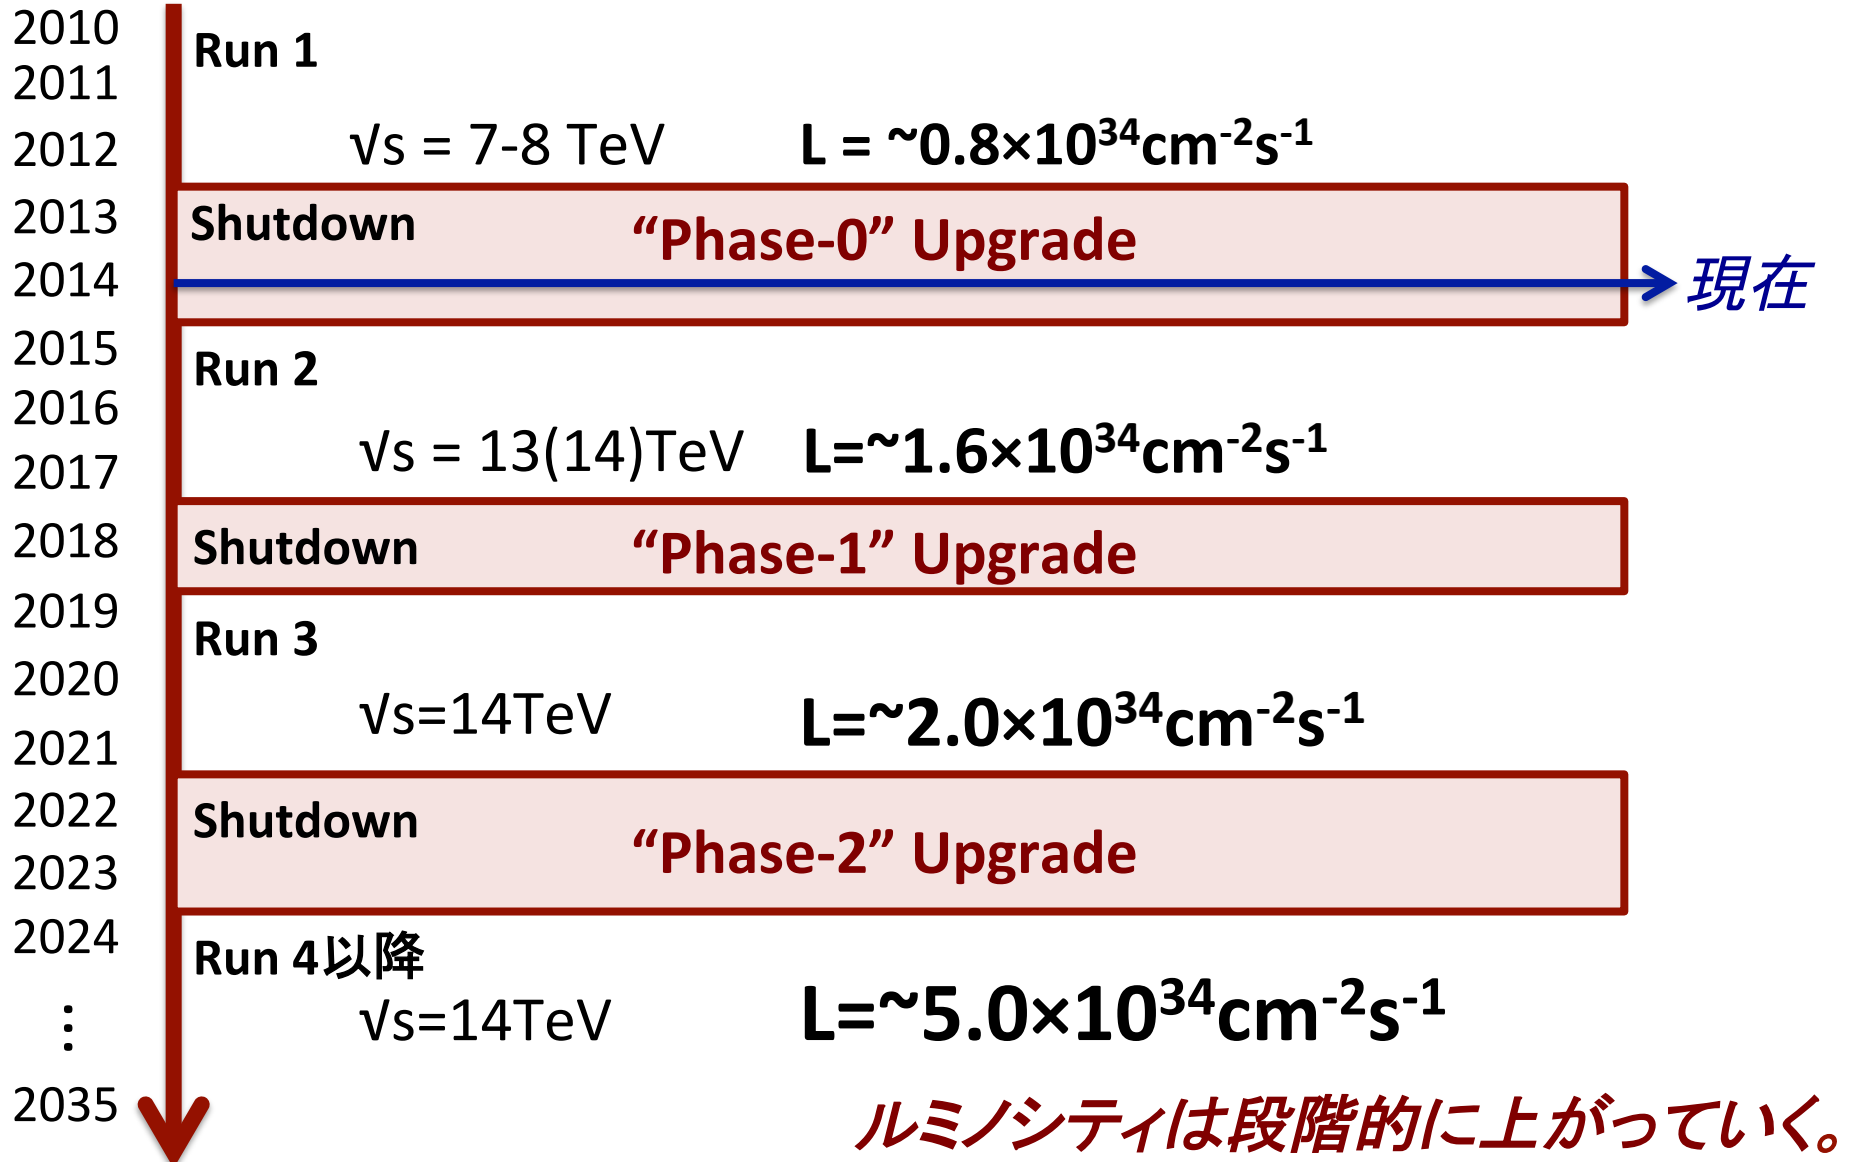 2010
Run 1
2011
2012 √s = 7-8 TeV L = ~0.8×10³⁴cm⁻²s⁻¹
2013 Shutdown “Phase-0” Upgrade
2014 現在
2015
Run 2
2016
√s = 13(14)TeV L=~1.6×10³⁴cm⁻²s⁻¹
2017
2018 Shutdown “Phase-1” Upgrade
2019
Run 3
2020
√s=14TeV L=~2.0×10³⁴cm⁻²s⁻¹
2021
2022 Shutdown
“Phase-2” Upgrade
2023
2024
Run 4以降
⋮ √s=14TeV L=~5.0×10³⁴cm⁻²s⁻¹
2035
ルミノシティは段階的に上がっていく。